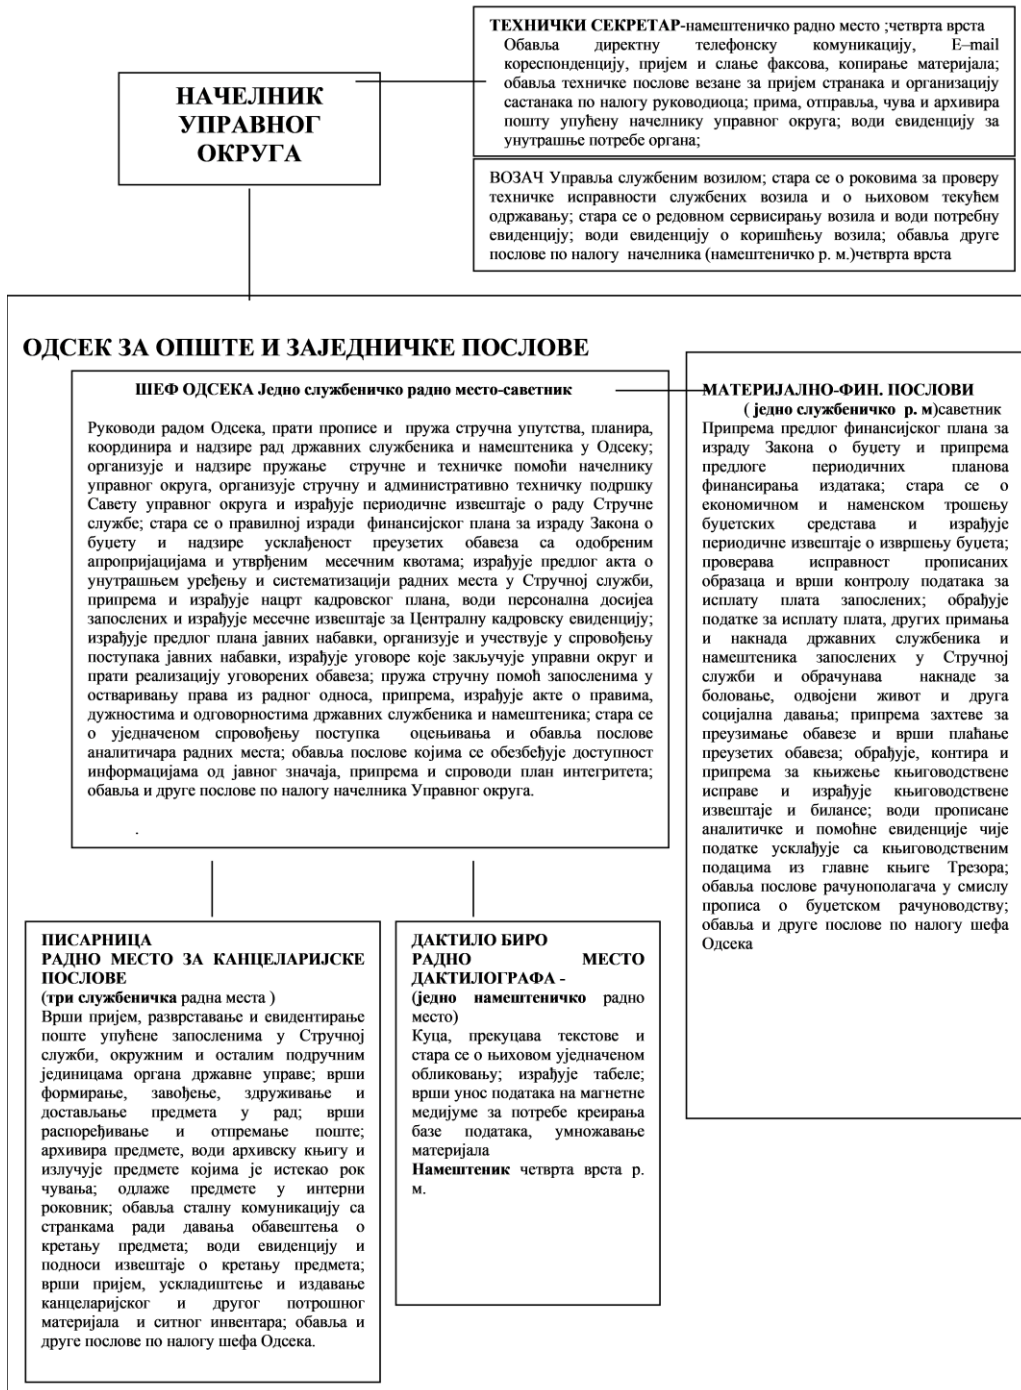 ТЕХНИЧКИ СЕКРЕТАР-намештеничко радно место ;четврта врста
Обавља директну телефонску комуникацију, E–mail
кореспонденцију, пријем и слање факсова, копирање материјала;
обавља техничке послове везане за пријем странака и организацију
састанака по налогу руководиоца; прима, отправља, чува и архивира
пошту упућену начелнику управног округа; води евиденцију за
унутрашње потребе органа;
НАЧЕЛНИК
УПРАВНОГ
ОКРУГА
ВОЗАЧ Управља службеним возилом; стара се о роковима за проверу
техничке исправности службених возила и о њиховом текућем
одржавању; стара се о редовном сервисирању возила и води потребну
евиденцију; води евиденцију о коришћењу возила; обавља друге
послове по налогу начелника (намештеничко р. м.)четврта врста
ОДСЕК ЗА ОПШТЕ И ЗАЈЕДНИЧКЕ ПОСЛОВЕ
ШЕФ ОДСЕКА Једно службеничко радно место-саветник
Руководи радом Одсека, прати прописе и пружа стручна упутства, планира,
координира и надзире рад државних службеника и намештеника у Одсеку;
организује и надзире пружање стручне и техничке помоћи начелнику
управног округа, организује стручну и административно техничку подршку
Савету управног округа и израђује периодичне извештаје о раду Стручне
службе; стара се о правилној изради финансијског плана за израду Закона о
буџету и надзире усклађеност преузетих обавеза са одобреним
апропријацијама и утврђеним месечним квотама; израђује предлог акта о
унутрашњем уређењу и систематизацији радних места у Стручној служби,
припрема и израђује нацрт кадровског плана, води персонална досијеа
запослених и израђује месечне извештаје за Централну кадровску евиденцију;
израђује предлог плана јавних набавки, организује и учествује у спровођењу
поступака јавних набавки, израђује уговоре које закључује управни округ и
прати реализацију уговорених обавеза; пружа стручну помоћ запосленима у
остваривању права из радног односа, припрема, израђује акте о правима,
дужностима и одговорностима државних службеника и намештеника; стара се
о уједначеном спровођењу поступка оцењивања и обавља послове
аналитичара радних места; обавља послове којима се обезбеђује доступност
информацијама од јавног значаја, припрема и спроводи план интегритета;
обавља и друге послове по налогу начелника Управног округа.
.
МАТЕРИЈАЛНО-ФИН. ПОСЛОВИ
( једно службеничко р. м)саветник
Припрема предлог финансијског плана за
израду Закона о буџету и припрема
предлоге периодичних планова
финансирања издатака; стара се о
економичном и наменском трошењу
буџетских средстава и израђује
периодичне извештаје о извршењу буџета;
проверава исправност прописаних
образаца и врши контролу података за
исплату плата запослених; обрађује
податке за исплату плата, других примања
и накнада државних службеника и
намештеника запослених у Стручној
служби и обрачунава накнаде за
боловање, одвојени живот и друга
социјална давања; припрема захтеве за
преузимање обавезе и врши плаћање
преузетих обавеза; обрађује, контира и
припрема за књижење књиговодствене
исправе и израђује књиговодствене
извештаје и билансе; води прописане
аналитичке и помоћне евиденције чије
податке усклађује са књиговодственим
подацима из главне књиге Трезора;
обавља послове рачунополагача у смислу
прописа о буџетском рачуноводству;
обавља и друге послове по налогу шефа
Одсека
ПИСАРНИЦА
РАДНО МЕСТО ЗА КАНЦЕЛАРИЈСКЕ
ПОСЛОВЕ
(три службеничка радна места )
Врши пријем, разврставање и евидентирање
поште упућене запосленима у Стручној
служби, окружним и осталим подручним
јединицама органа државне управе; врши
формирање, завођење, здруживање и
достављање предмета у рад; врши
распоређивање и отпремање поште;
архивира предмете, води архивску књигу и
излучује предмете којима је истекао рок
чувања; одлаже предмете у интерни
роковник; обавља сталну комуникацију са
странкама ради давања обавештења о
кретању предмета; води евиденцију и
подноси извештаје о кретању предмета;
врши пријем, ускладиштење и издавање
канцеларијског и другог потрошног
материјала и ситног инвентара; обавља и
друге послове по налогу шефа Одсека.
ДАКТИЛО БИРО
РАДНО МЕСТО
ДАКТИЛОГРАФА -
(једно намештеничко радно
место)
Куца, прекуцава текстове и
стара се о њиховом уједначеном
обликовању; израђује табеле;
врши унос података на магнетне
медијуме за потребе креирања
базе података, умножавање
материјала
Намештеник четврта врста р.
м.